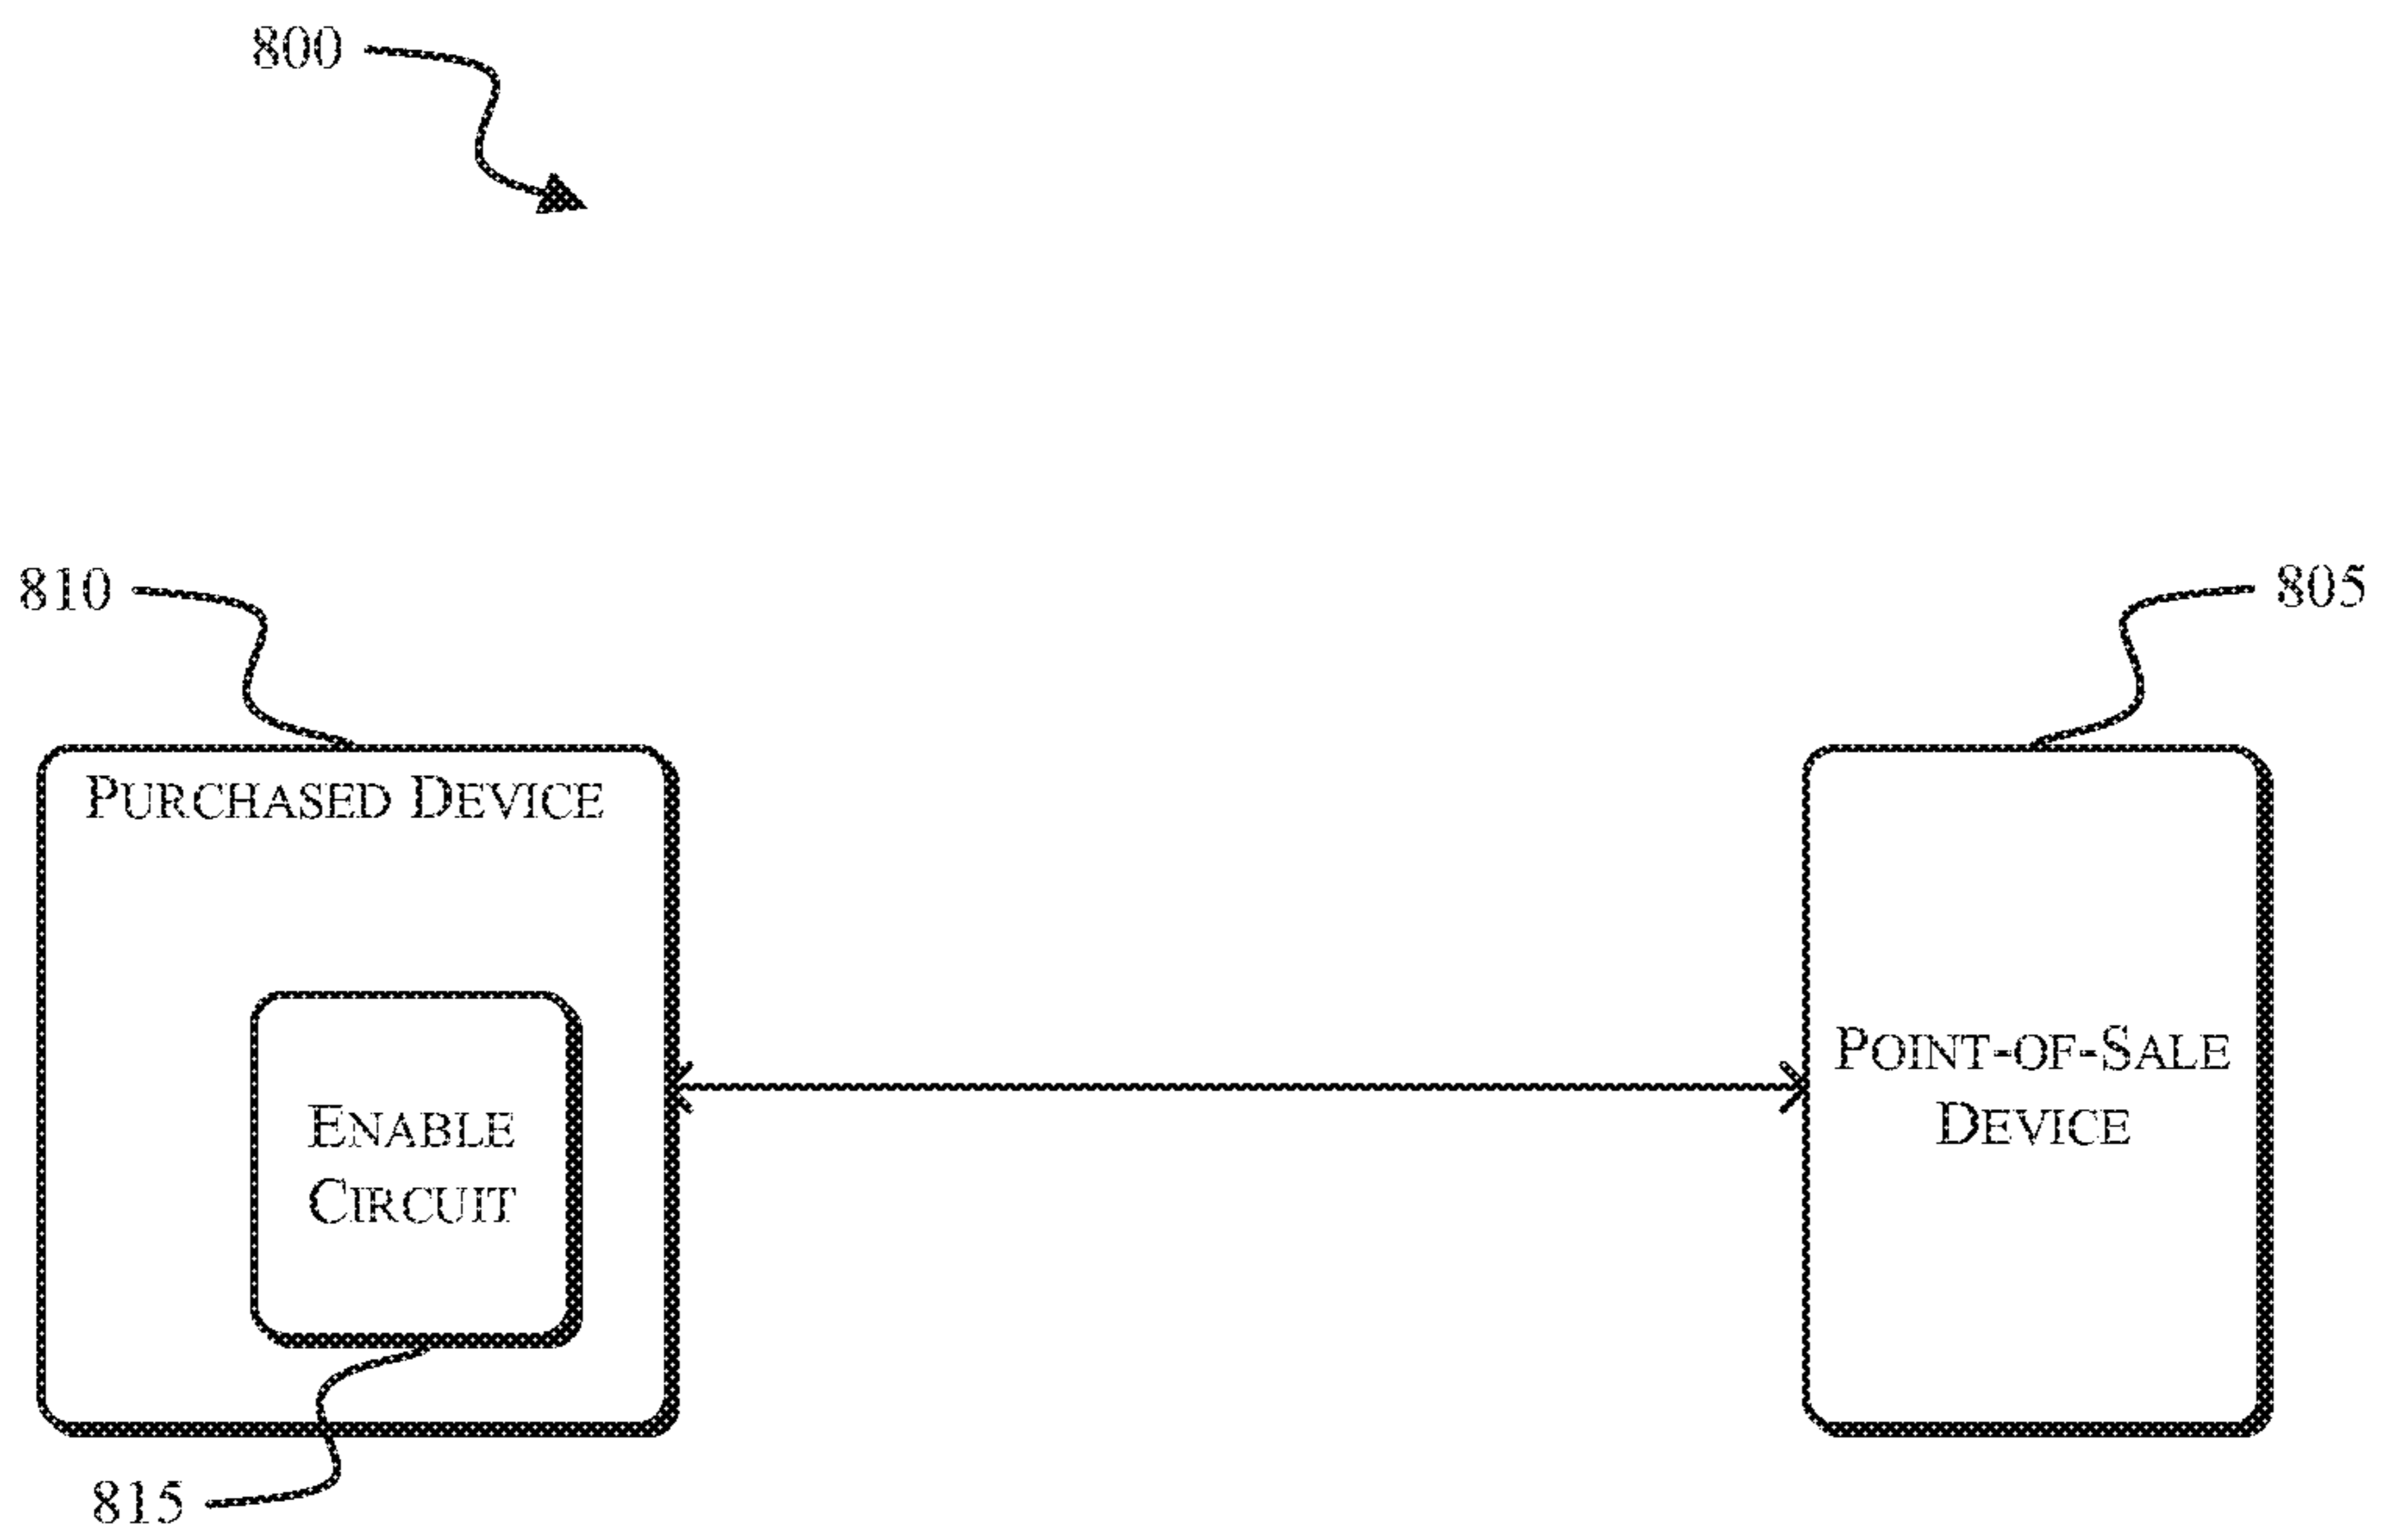 800
810
805
PURCHASED DEVICE
ENABLE
CIRCUIT
POINT-OF-SALE
DEVICE
815